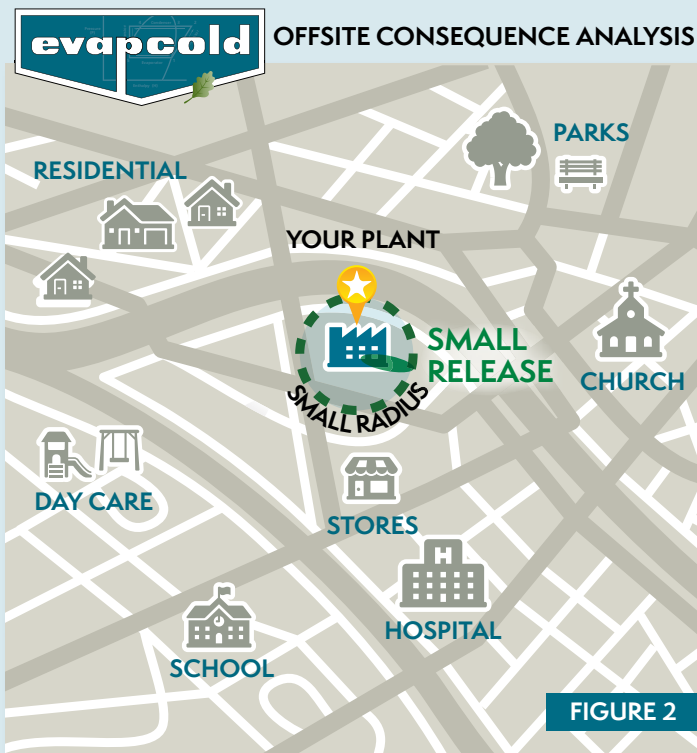 evapcold
OFFSITE CONSEQUENCE ANALYSIS
PARKS
RESIDENTIAL
YOUR PLANT
SMALL
RELEASE
SMALL RADIUS
CHURCH
DAY CARE
STORES
H
HOSPITAL
SCHOOL
FIGURE 2